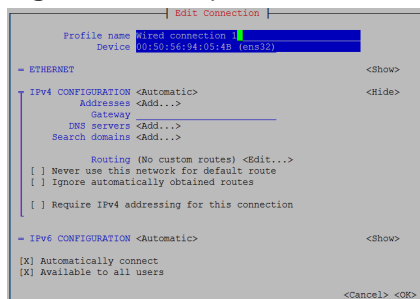 Edit Connection
Profile name Wired connection 1
Device 00:50:56:94:05:4B (ens32)
= ETHERNET <Show>
IPv4 CONFIGURATION <Automatic> <Hide>
Addresses <Add...>
Gateway
DNS servers <Add...>
Search domains <Add...>
Routing (No custom routes) <Edit...>
[ ] Never use this network for default route
[ ] Ignore automatically obtained routes
[ ] Require IPv4 addressing for this connection
= IPv6 CONFIGURATION <Automatic> <Show>
[X] Automatically connect
[X] Available to all users
<Cancel> <OK>